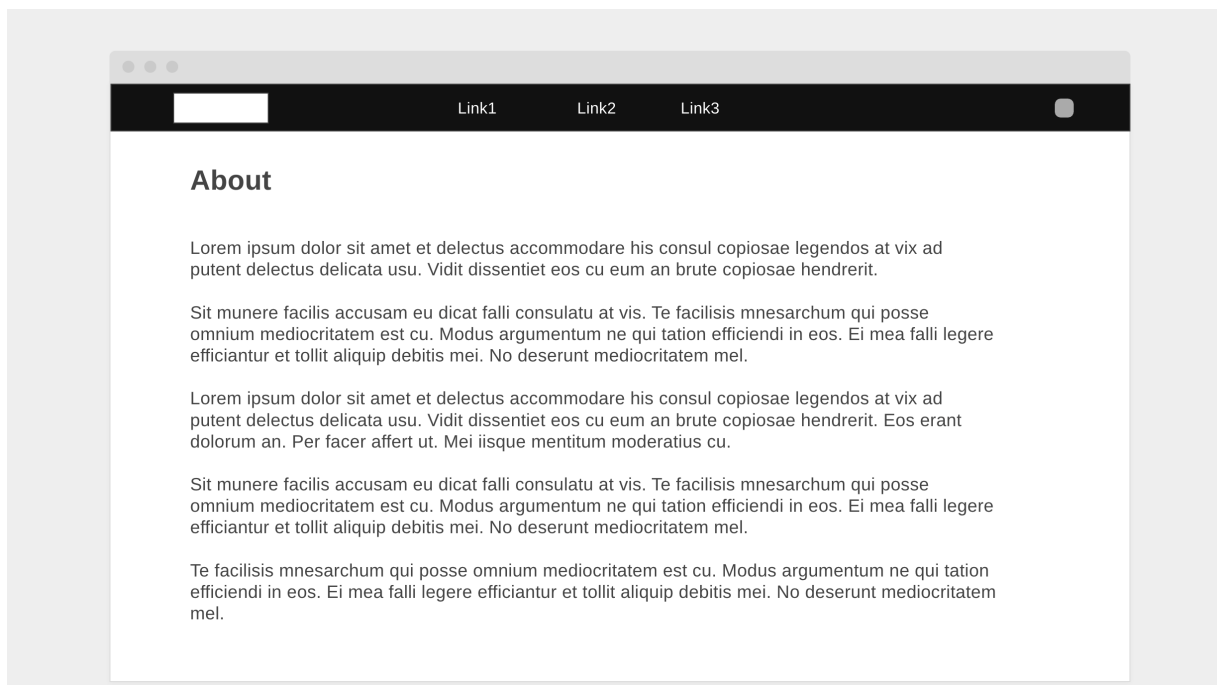 Link1 Link2 Link3
About
Lorem ipsum dolor sit amet et delectus accommodare his consul copiosae legendos at vix ad
putent delectus delicata usu. Vidit dissentiet eos cu eum an brute copiosae hendrerit.
Sit munere facilis accusam eu dicat falli consulatu at vis. Te facilisis mnesarchum qui posse
omnium mediocritatem est cu. Modus argumentum ne qui tation efficiendi in eos. Ei mea falli legere
efficiantur et tollit aliquip debitis mei. No deserunt mediocritatem mel.
Lorem ipsum dolor sit amet et delectus accommodare his consul copiosae legendos at vix ad
putent delectus delicata usu. Vidit dissentiet eos cu eum an brute copiosae hendrerit. Eos erant
dolorum an. Per facer affert ut. Mei iisque mentitum moderatius cu.
Sit munere facilis accusam eu dicat falli consulatu at vis. Te facilisis mnesarchum qui posse
omnium mediocritatem est cu. Modus argumentum ne qui tation efficiendi in eos. Ei mea falli legere
efficiantur et tollit aliquip debitis mei. No deserunt mediocritatem mel.
Te facilisis mnesarchum qui posse omnium mediocritatem est cu. Modus argumentum ne qui tation
efficiendi in eos. Ei mea falli legere efficiantur et tollit aliquip debitis mei. No deserunt mediocritatem
mel.